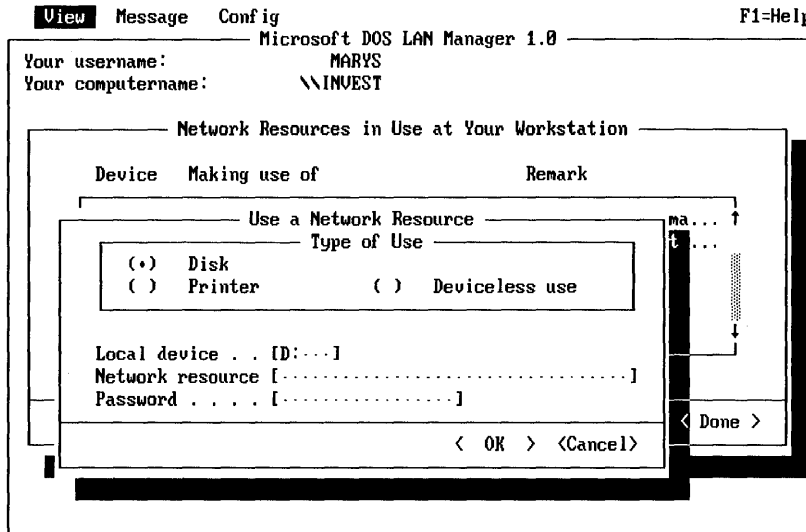 View Message Config F1=Help
Microsoft DOS LAN Manager 1.0
Your username: MARYS
Your computername: \\INVEST
Network Resources in Use at Your Workstation
Device Making use of Remark
Use a Network Resource ma... ↑
Type of Use t ...
(•) Disk
( ) Printer ( ) Deviceless use
Local device . . [D:···] ↓
Network resource [·································]
Password . . . . [················]
< Done >
< OK > <Cancel>